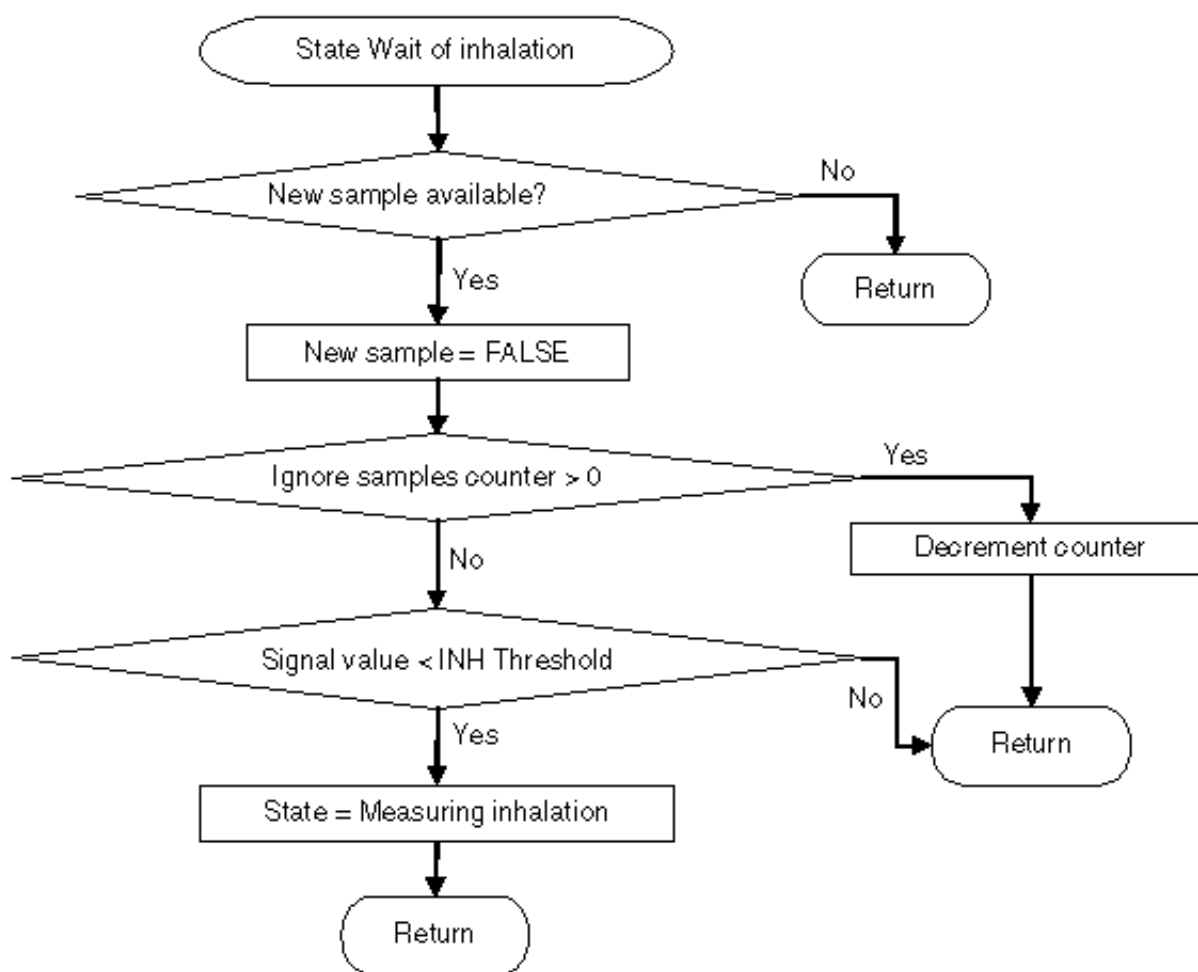 State Wait of inhalation
New sample available?
No
Return
Yes
New sample = FALSE
Ignore samples counter > 0
Yes
Decrement counter
No
Signal value < INH Threshold
No
Return
Yes
State = Measuring inhalation
Return